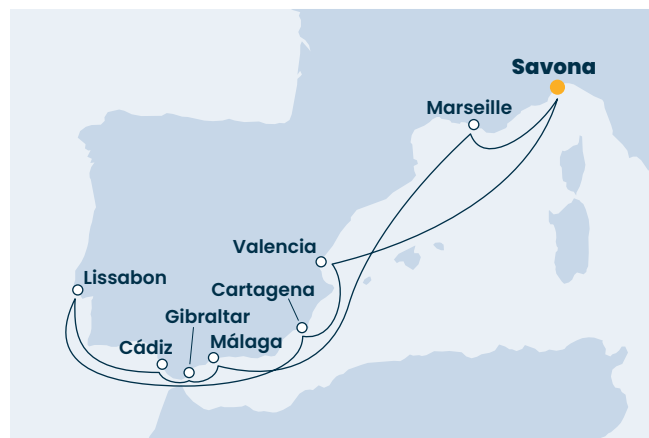 Savona
Marseille
Valencia
Lissabon
Cartagena
Gibraltar
Cádiz
Málaga